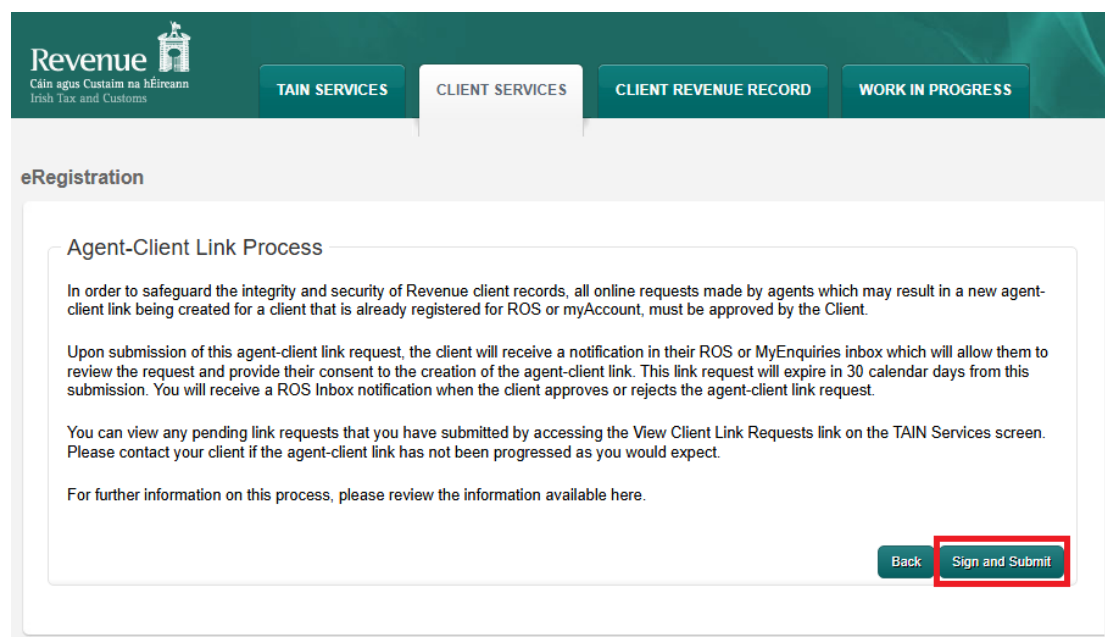 Revenue
Cáin agus Custaim na hÉireann
Irish Tax and Customs
TAIN SERVICES
CLIENT SERVICES
CLIENT REVENUE RECORD
WORK IN PROGRESS
eRegistration
Agent-Client Link Process
In order to safeguard the integrity and security of Revenue client records, all online requests made by agents which may result in a new agent-
client link being created for a client that is already registered for ROS or myAccount, must be approved by the Client.
Upon submission of this agent-client link request, the client will receive a notification in their ROS or MyEnquiries inbox which will allow them to
review the request and provide their consent to the creation of the agent-client link. This link request will expire in 30 calendar days from this
submission. You will receive a ROS Inbox notification when the client approves or rejects the agent-client link request.
You can view any pending link requests that you have submitted by accessing the View Client Link Requests link on the TAIN Services screen.
Please contact your client if the agent-client link has not been progressed as you would expect.
For further information on this process, please review the information available here.
Back
Sign and Submit